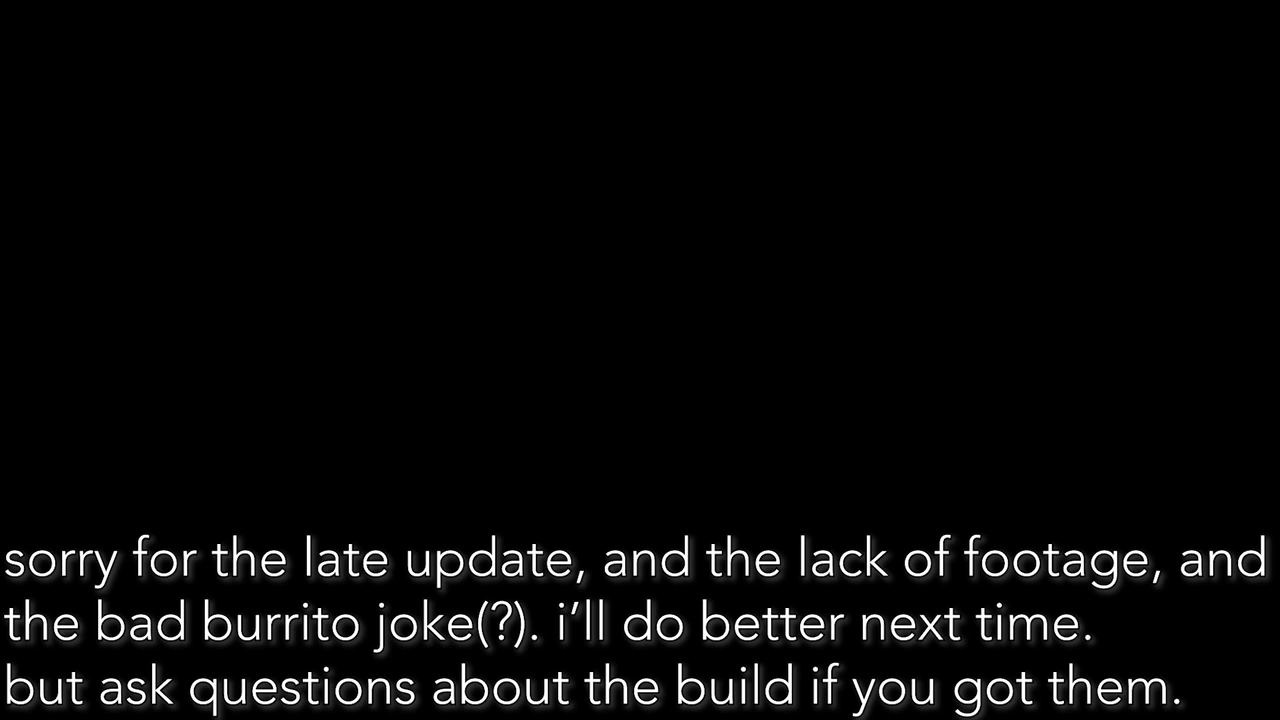 sorry for the late update, and the lack of footage, and
the bad burrito joke(?). i’ll do better next time.
but ask questions about the build if you got them.